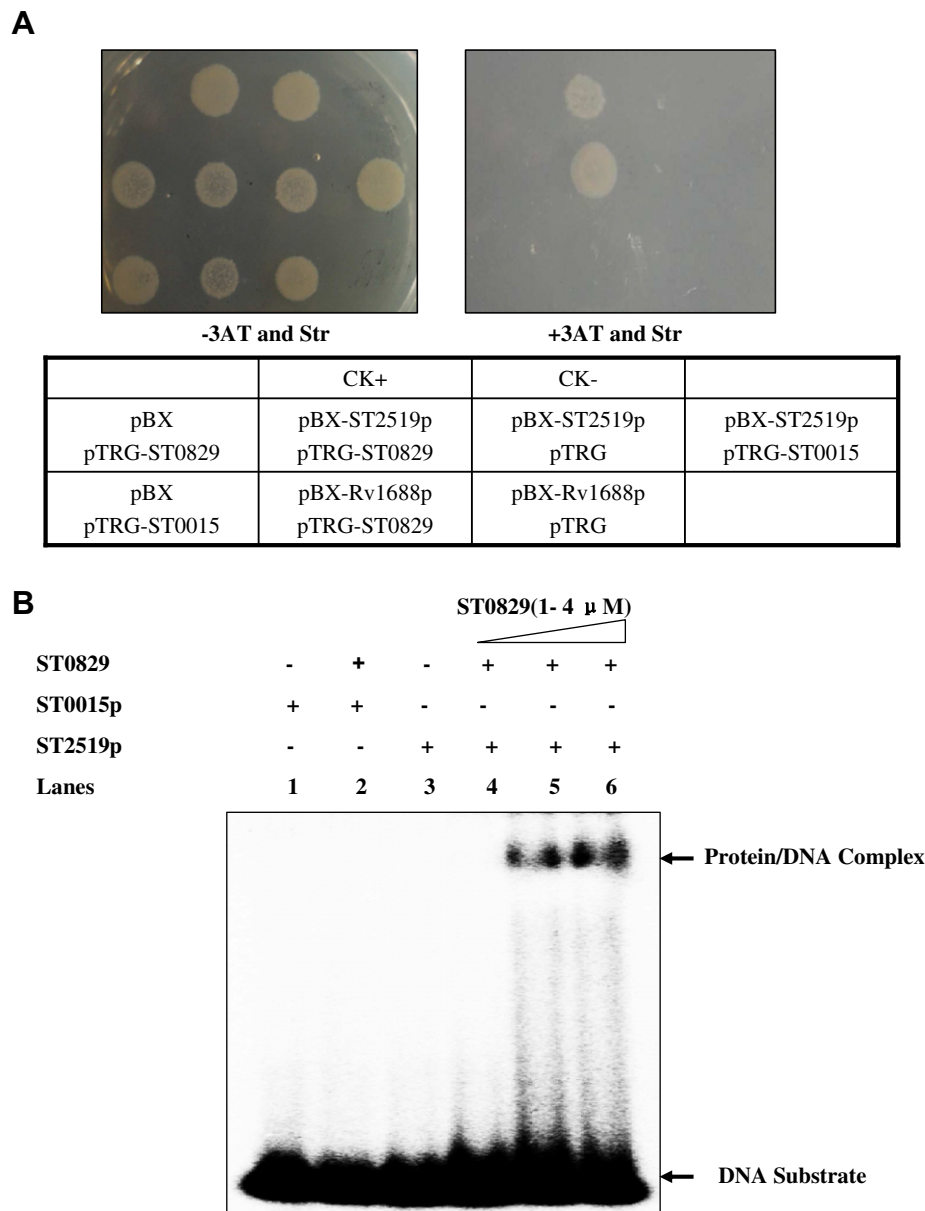 A
-3AT and Str
+3AT and Str
CK+ CK-
pBX pBX-ST2519p pBX-ST2519p pBX-ST2519p
pTRG-ST0829 pTRG-ST0829 pTRG pTRG-ST0015
pBX pBX-Rv1688p pBX-Rv1688p
pTRG-ST0015 pTRG-ST0829 pTRG
B
ST0829(1- 4 μM)
ST0829 - + - + + +
ST0015p + + - - - -
ST2519p - - + + + +
Lanes 1 2 3 4 5 6
Protein/DNA Complex
DNA Substrate